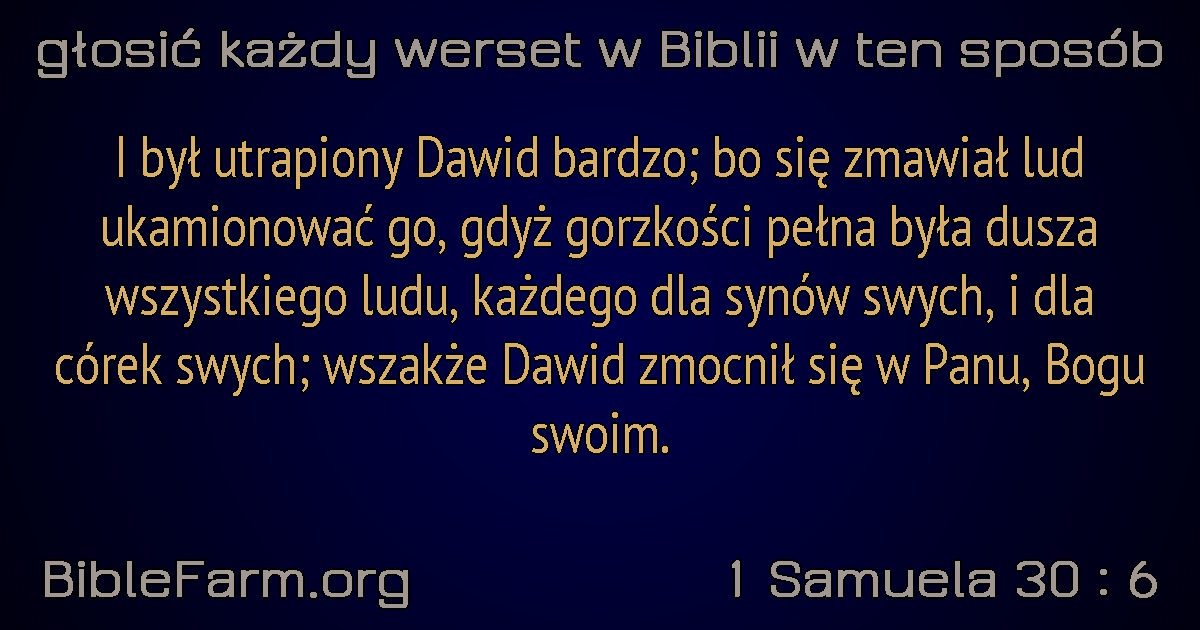 głosić każdy werset w Biblii w ten sposób
I był utrapiony Dawid bardzo; bo się zmawiał lud
ukamionować go, gdyż gorzkości pełna była dusza
wszystkiego ludu, każdego dla synów swych, i dla
córek swych; wszakże Dawid zmocnił się w Panu, Bogu
swoim.
BibleFarm.org
1 Samuela 30 : 6